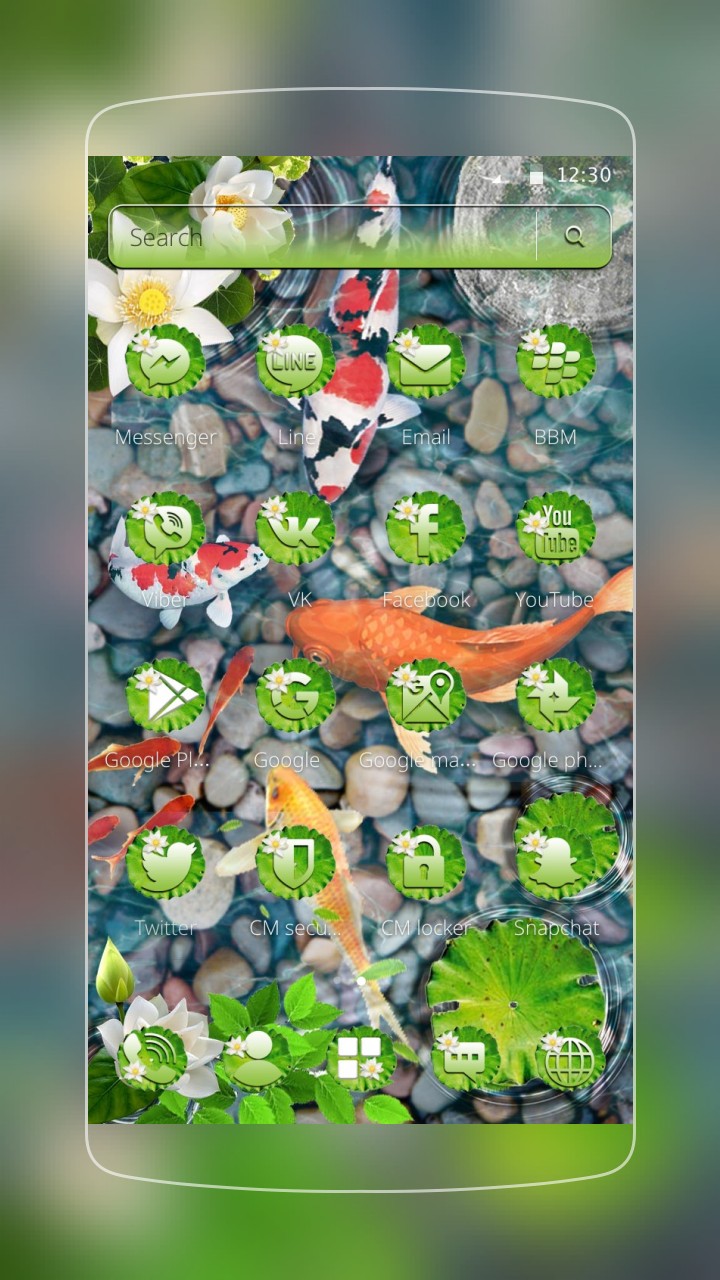 12:30
Search
LINE
Messenger Line Email BBM
You
Tube
Viber VK Facebook YouTube
G
Google Pl... Google Google ma... Google ph...
Twitter CM secu... CM locker Snapchat